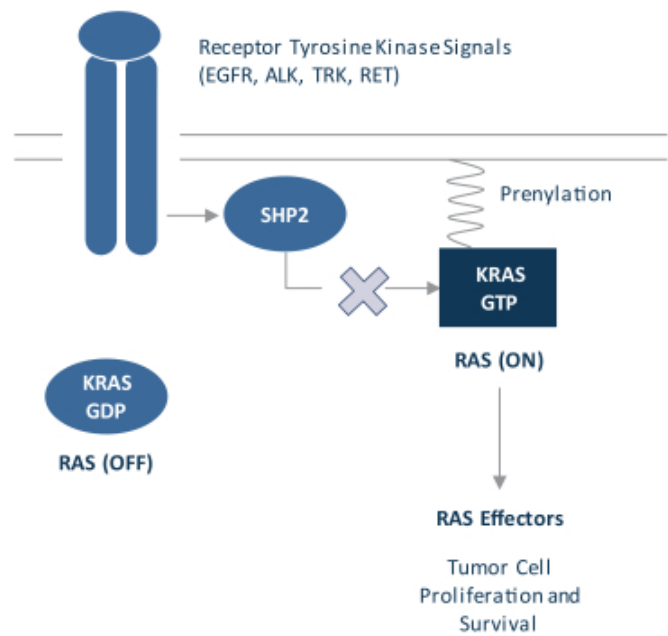 Receptor Tyrosine Kinase Signals
(EGFR, ALK, TRK, RET)
SHP2
Prenylation
KRAS
GTP
RAS (ON)
KRAS
GDP
RAS (OFF)
RAS Effectors
Tumor Cell
Proliferation and
Survival